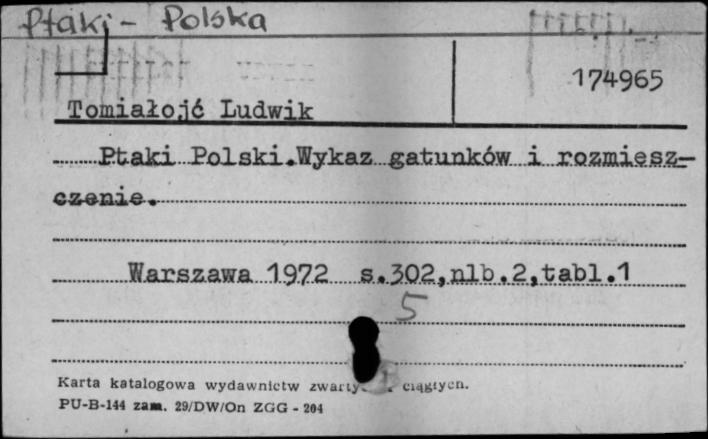 Ptaki - Polska
174965
Tomiałojć Ludwik
Ptaki Polski.Wykaz gatunków i rozmiesz-
czenie.
Warszawa 1972 s.302,nlb.2,tabl.1
5
Karta katalogowa wydawnictw ciągłych.
PU-B-144 zam. 29/DW/On ZGG - 204